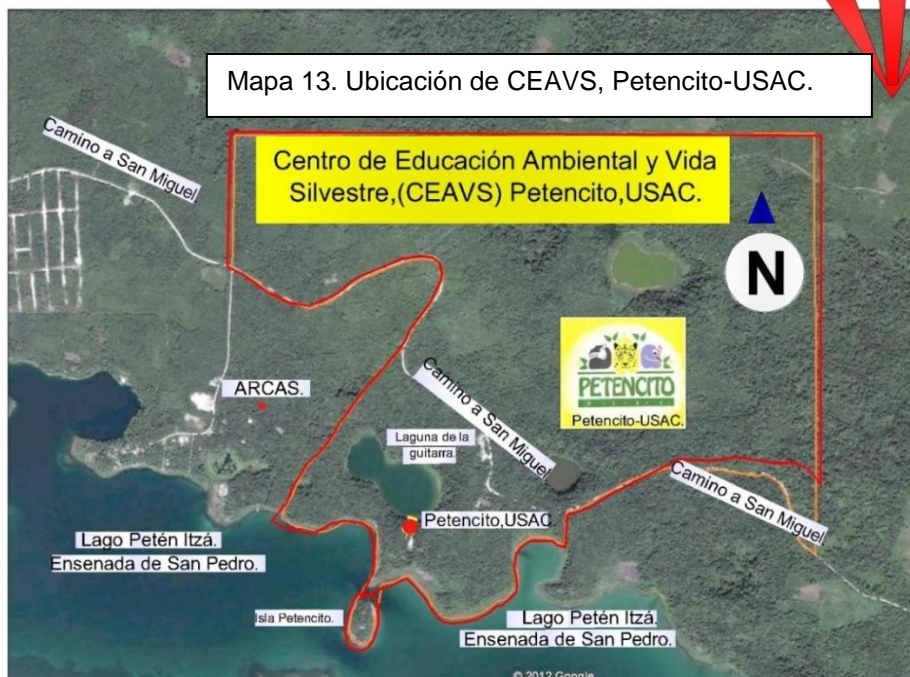 Mapa 13. Ubicación de CEAVS, Petencito-USAC.
Camino a San Miguel
Centro de Educación Ambiental y Vida
Silvestre,(CEAVS) Petencito,USAC.
N
PETENCITO
Petencito-USAC.
ARCAS.
Camino a San Miguel
Laguna de la
guitarra.
Camino a San Miguel
Petencito,USAC
Lago Petén Itzá.
Ensenada de San Pedro.
Isla Petencito.
Lago Petén Itzá.
Ensenada de San Pedro.
© 2012 Google